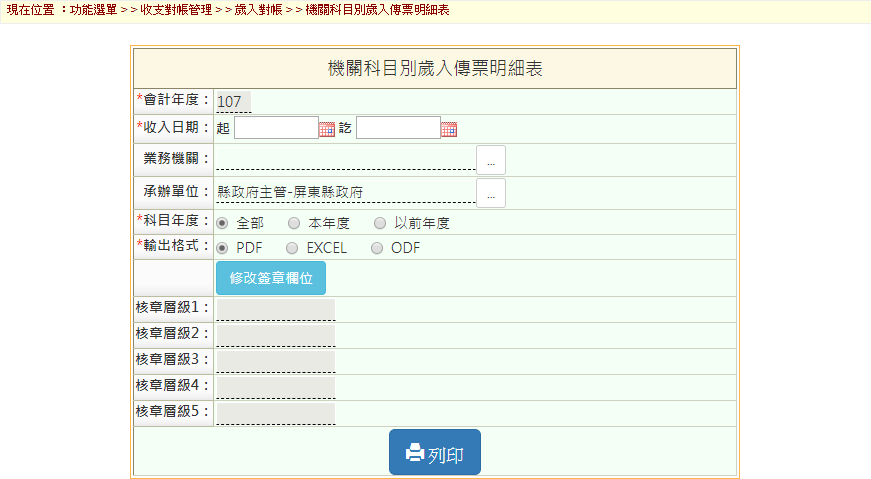 現在位置 ：功能選單 > > 收支對帳管理 > > 歲入對帳 > > 機關科目別歲入傳票明細表
機關科目別歲入傳票明細表
*會計年度： 107
*收入日期： 起 訖
業務機關： ...
承辦單位： 縣政府主管-屏東縣政府 ...
*科目年度： 全部 本年度 以前年度
*輸出格式： PDF EXCEL ODF
修改簽章欄位
核章層級1：
核章層級2：
核章層級3：
核章層級4：
核章層級5：
列印